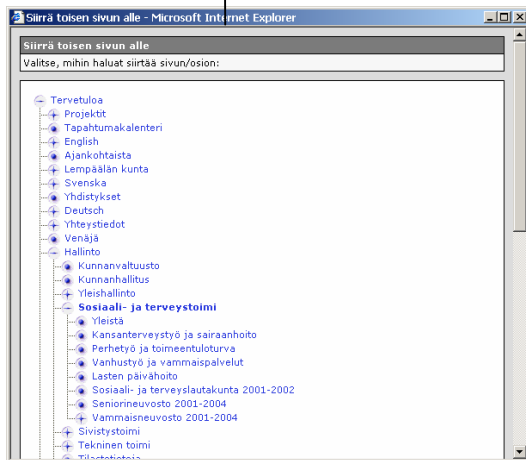 Siirrä toisen sivun alle - Microsoft Internet Explorer
Siirrä toisen sivun alle
Valitse, mihin haluat siirtää sivun/osion:
Tervetuloa
Projektit
Tapahtumakalenteri
English
Ajankohtaista
Lempäälän kunta
Svenska
Yhdistykset
Deutsch
Yhteystiedot
Venäjä
Hallinto
Kunnanvaltuusto
Kunnanhallitus
Yleishallinto
Sosiaali- ja terveystoimi
Yleistä
Kansanterveystyö ja sairaanhoito
Perhetyö ja toimeentuloturva
Vanhustyö ja vammaispalvelut
Lasten päivähoito
Sosiaali- ja terveyslautakunta 2001-2002
Seniorineuvosto 2001-2004
Vammaisneuvosto 2001-2004
Sivistystoimi
Tekninen toimi
Tilastotietoja